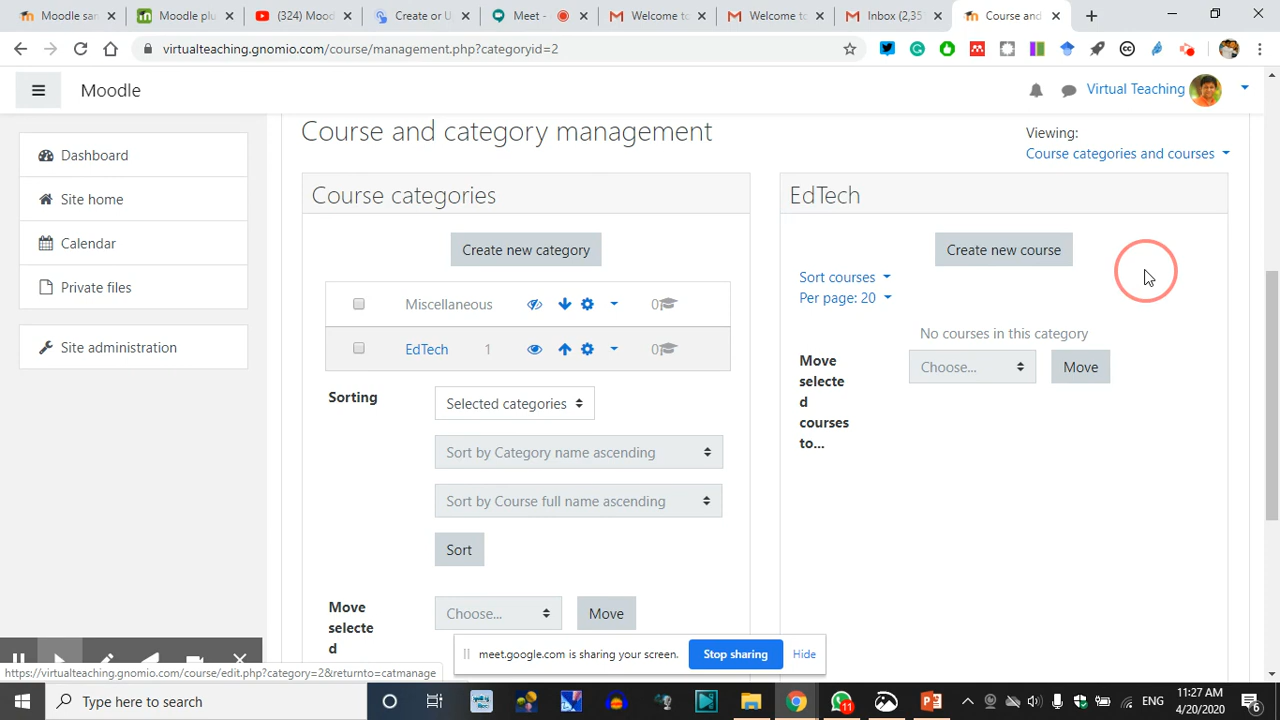 Moodle san
Moodle plu
(324) Mood
Create or U
Meet -
Welcome to
Welcome to
Inbox (2,35
Course and
virtualteaching.gnomio.com/course/management.php?categoryid=2
Moodle
Virtual Teaching
Course and category management
Viewing:
Course categories and courses
Dashboard
Site home
Calendar
Private files
Site administration
Course categories
Create new category
Miscellaneous 0
EdTech 1 0
Sorting
Selected categories
Sort by Category name ascending
Sort by Course full name ascending
Sort
Move
selecte
d
Choose...
Move
EdTech
Create new course
Sort courses
Per page: 20
No courses in this category
Move
selecte
d
courses
to...
Choose...
Move
meet.google.com is sharing your screen.
Stop sharing
Hide
https://virtualteaching.gnomio.com/course/edit.php?category=2&returnto=catmanage
Type here to search
11
ENG
11:27 AM
4/20/2020
6